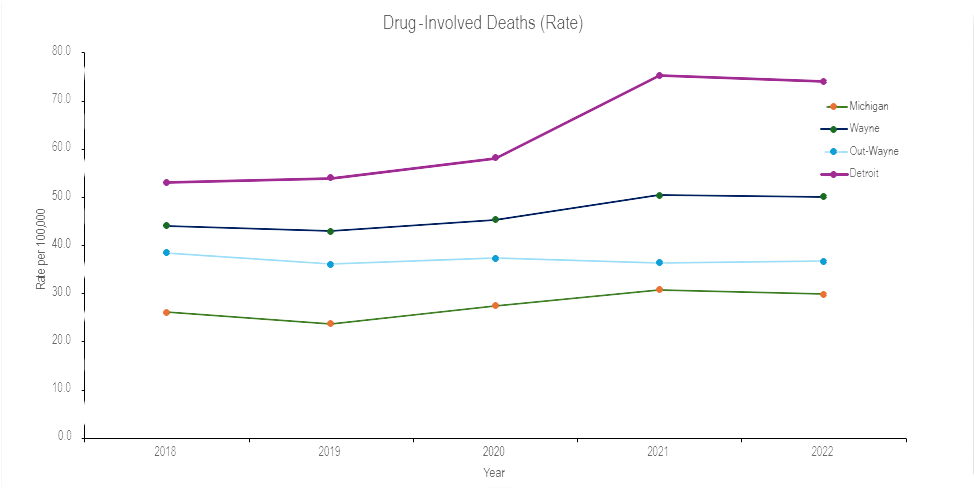 Drug-Involved Deaths (Rate)
80.0
70.0
60.0
50.0
40.0
30.0
20.0
10.0
0.0
Rate per 100,000
Michigan
Wayne
Out-Wayne
Detroit
2018 2019 2020 2021 2022
Year